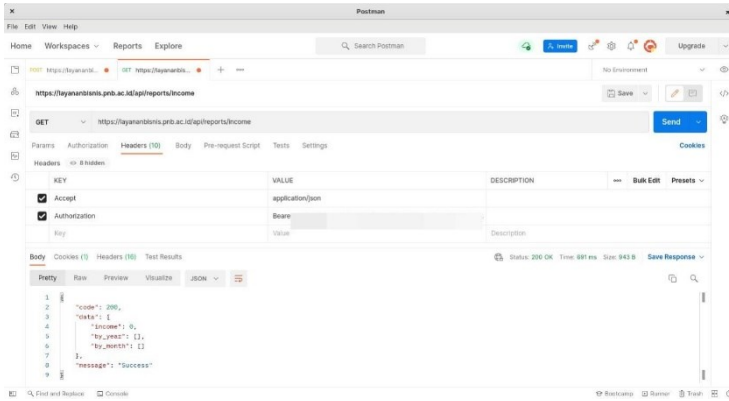 Postman
File Edit View Help
Home Workspaces Reports Explore Search Postman Invite Upgrade
POST https://layananbi... GET https://layananbis... + No Environment
https://layananbisnis.pnb.ac.id/api/reports/income Save
GET https://layananbisnis.pnb.ac.id/api/reports/income Send
Params Authorization Headers (10) Body Pre-request Script Tests Settings Cookies
Headers 8 hidden
KEY VALUE DESCRIPTION Bulk Edit Presets
Accept application/json
Authorization Beare
Key Value Description
Body Cookies (1) Headers (16) Test Results Status: 200 OK Time: 691 ms Size: 943 B Save Response
Pretty Raw Preview Visualize JSON
1 {
2 "code": 200,
3 "data": {
4 "income": 0,
5 "by_year": [],
6 "by_month": []
7 },
8 "message": "Success"
9 }
Find and Replace Console Bootcamp Runner Trash